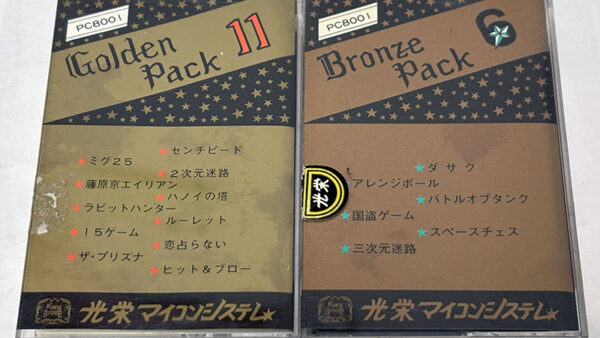 PC8001
Golden
Pack 11
センチピード
ミグ25
2次元迷路
藤原京エイリアン
ハノイの塔
ラビットハンター
ルーレット
15ゲーム
恋占らない
ザ・プリズナ
ヒット&ブロー
Koei
group
光栄マイコンシステム
PC8001
Bronze
Pack 6
ダサク
アレンジボール
バトルオブタンク
国盗ゲーム
スペースチェス
三次元迷路
光栄
Koei
group
光栄マイコンシステム